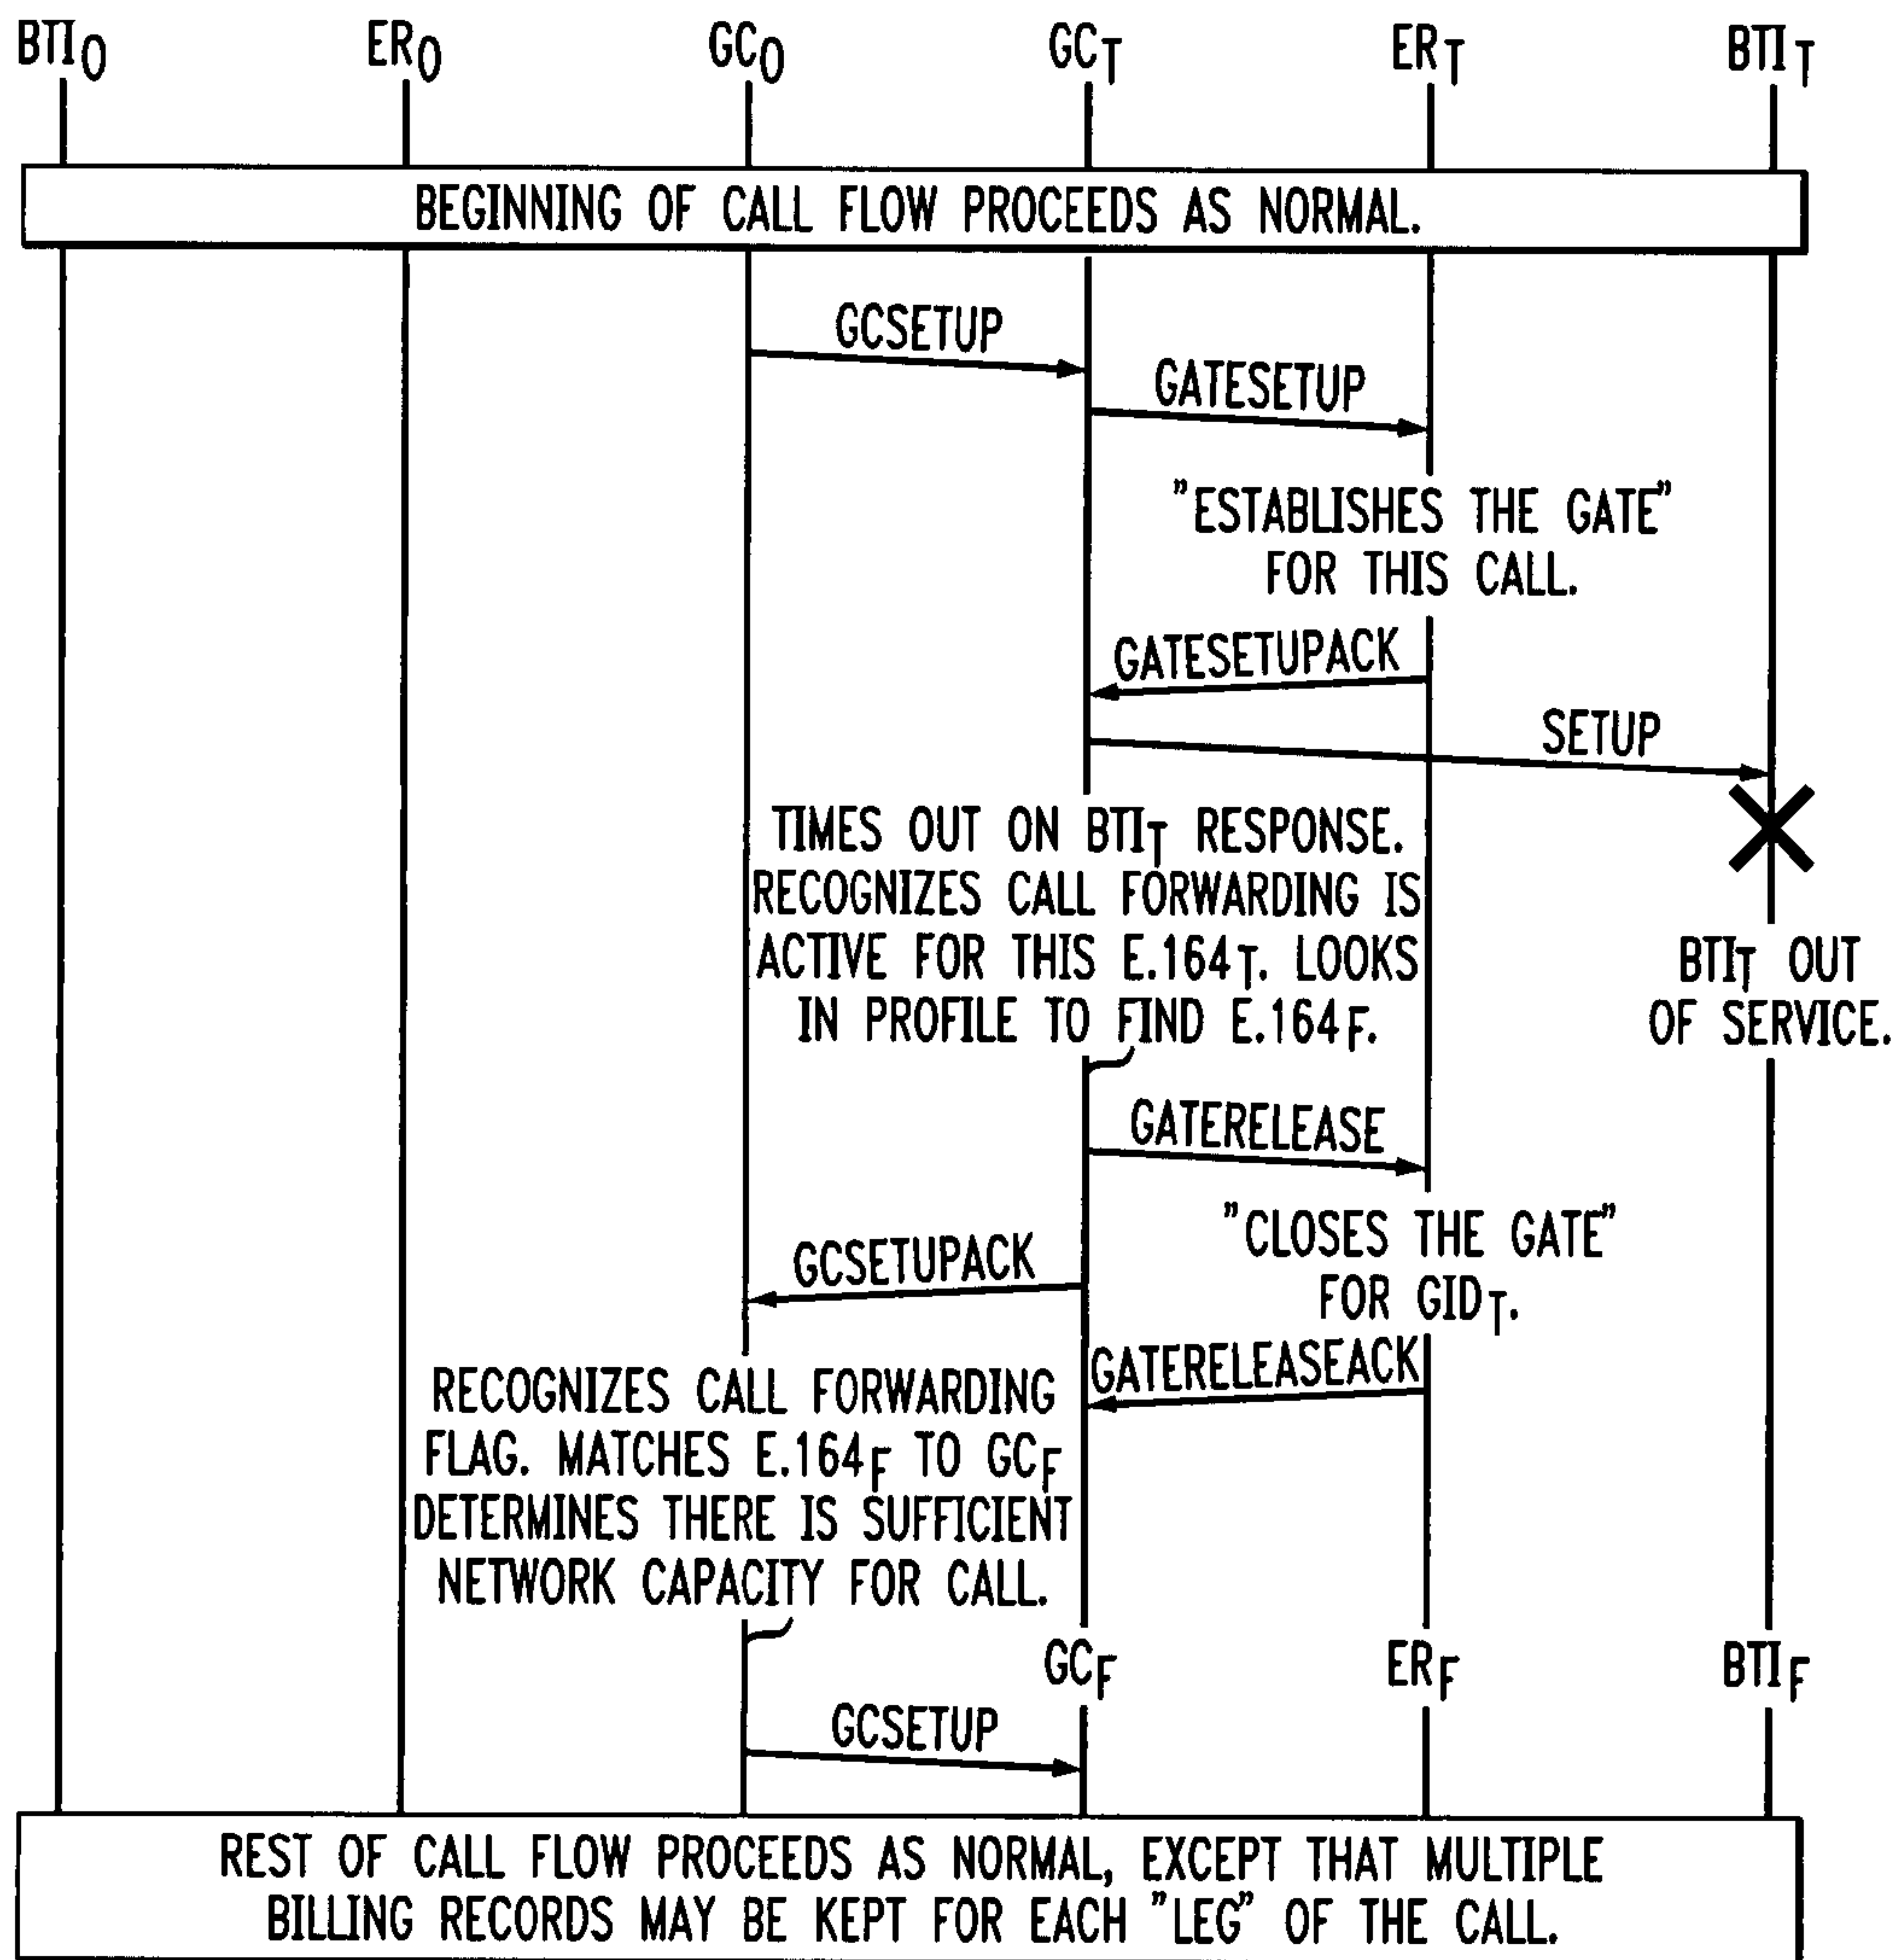 BTIO ERO GCO GCT ERT BTIT
BEGINNING OF CALL FLOW PROCEEDS AS NORMAL.
GCSETUP
GATESETUP
"ESTABLISHES THE GATE"
FOR THIS CALL.
GATESETUPACK
SETUP
TIMES OUT ON BTIT RESPONSE.
RECOGNIZES CALL FORWARDING IS
ACTIVE FOR THIS E.164T. LOOKS
IN PROFILE TO FIND E.164F.
BTIT OUT
OF SERVICE.
GATERELEASE
"CLOSES THE GATE"
FOR GIDT.
GCSETUPACK
GATERELEASEACK
RECOGNIZES CALL FORWARDING
FLAG. MATCHES E.164F TO GCF
DETERMINES THERE IS SUFFICIENT
NETWORK CAPACITY FOR CALL.
GCF ERF BTIF
GCSETUP
REST OF CALL FLOW PROCEEDS AS NORMAL, EXCEPT THAT MULTIPLE
BILLING RECORDS MAY BE KEPT FOR EACH "LEG" OF THE CALL.